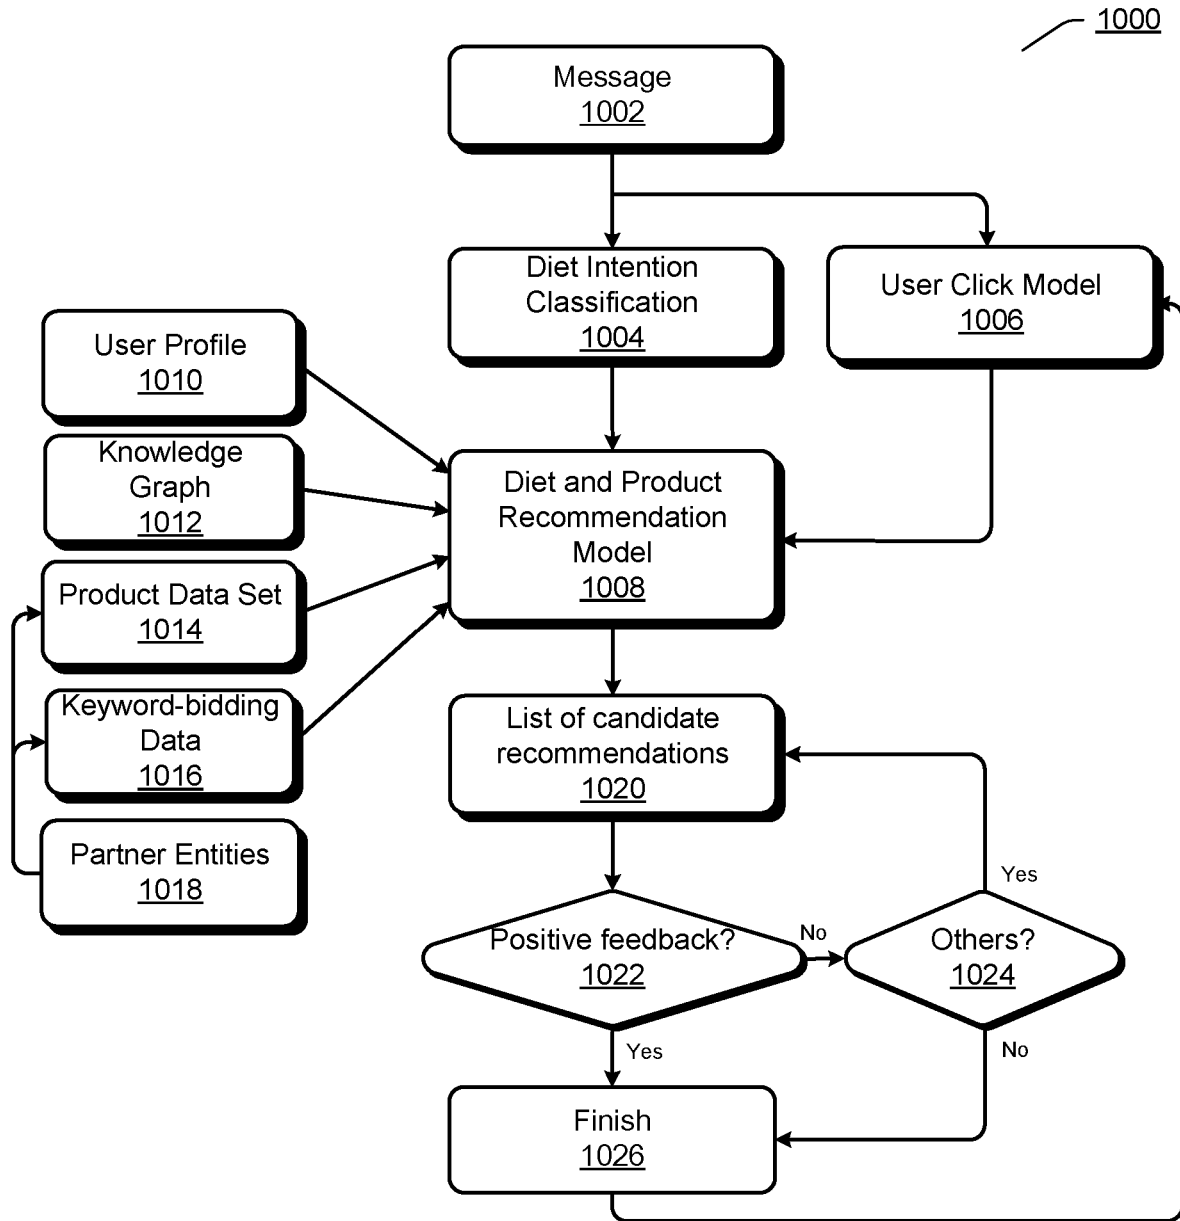 1000
Message
1002
Diet Intention
Classification
1004
User Click Model
1006
User Profile
1010
Knowledge
Graph
1012
Diet and Product
Recommendation
Model
1008
Product Data Set
1014
Keyword-bidding
Data
1016
List of candidate
recommendations
1020
Partner Entities
1018
Yes
Positive feedback?
1022
No
Others?
1024
Yes
No
Finish
1026